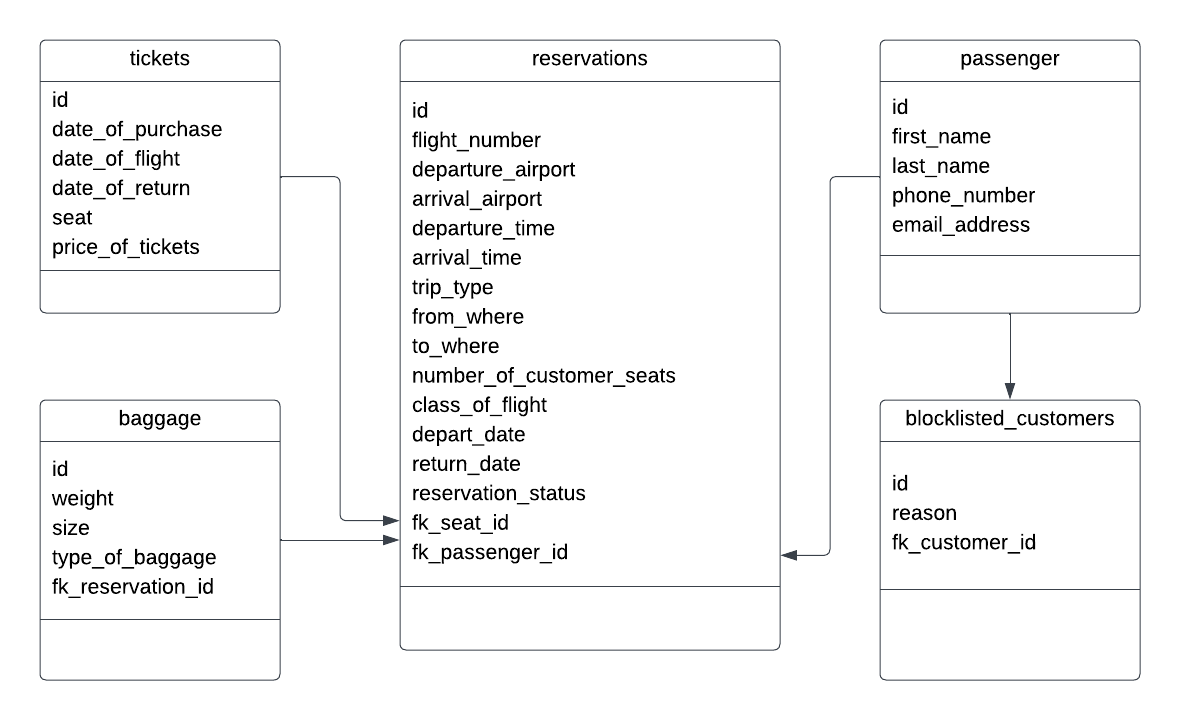 tickets
id
date_of_purchase
date_of_flight
date_of_return
seat
price_of_tickets
reservations
id
flight_number
departure_airport
arrival_airport
departure_time
arrival_time
trip_type
from_where
to_where
number_of_customer_seats
class_of_flight
depart_date
return_date
reservation_status
fk_seat_id
fk_passenger_id
passenger
id
first_name
last_name
phone_number
email_address
baggage
id
weight
size
type_of_baggage
fk_reservation_id
blocklisted_customers
id
reason
fk_customer_id